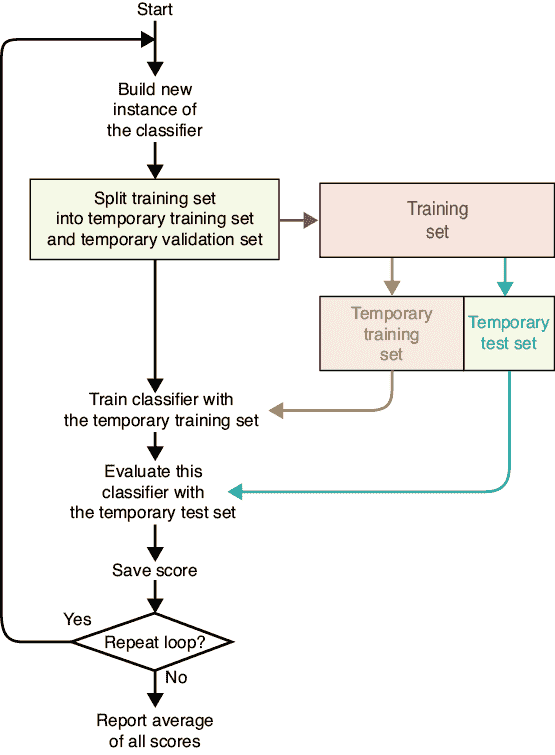 Start
Build new
instance of
the classifier
Split training set
into temporary training set
and temporary validation set
Training
set
Temporary
training
set
Temporary
test set
Train classifier with
the temporary training set
Evaluate this
classifier with
the temporary test set
Save score
Yes
Repeat loop?
No
Report average
of all scores